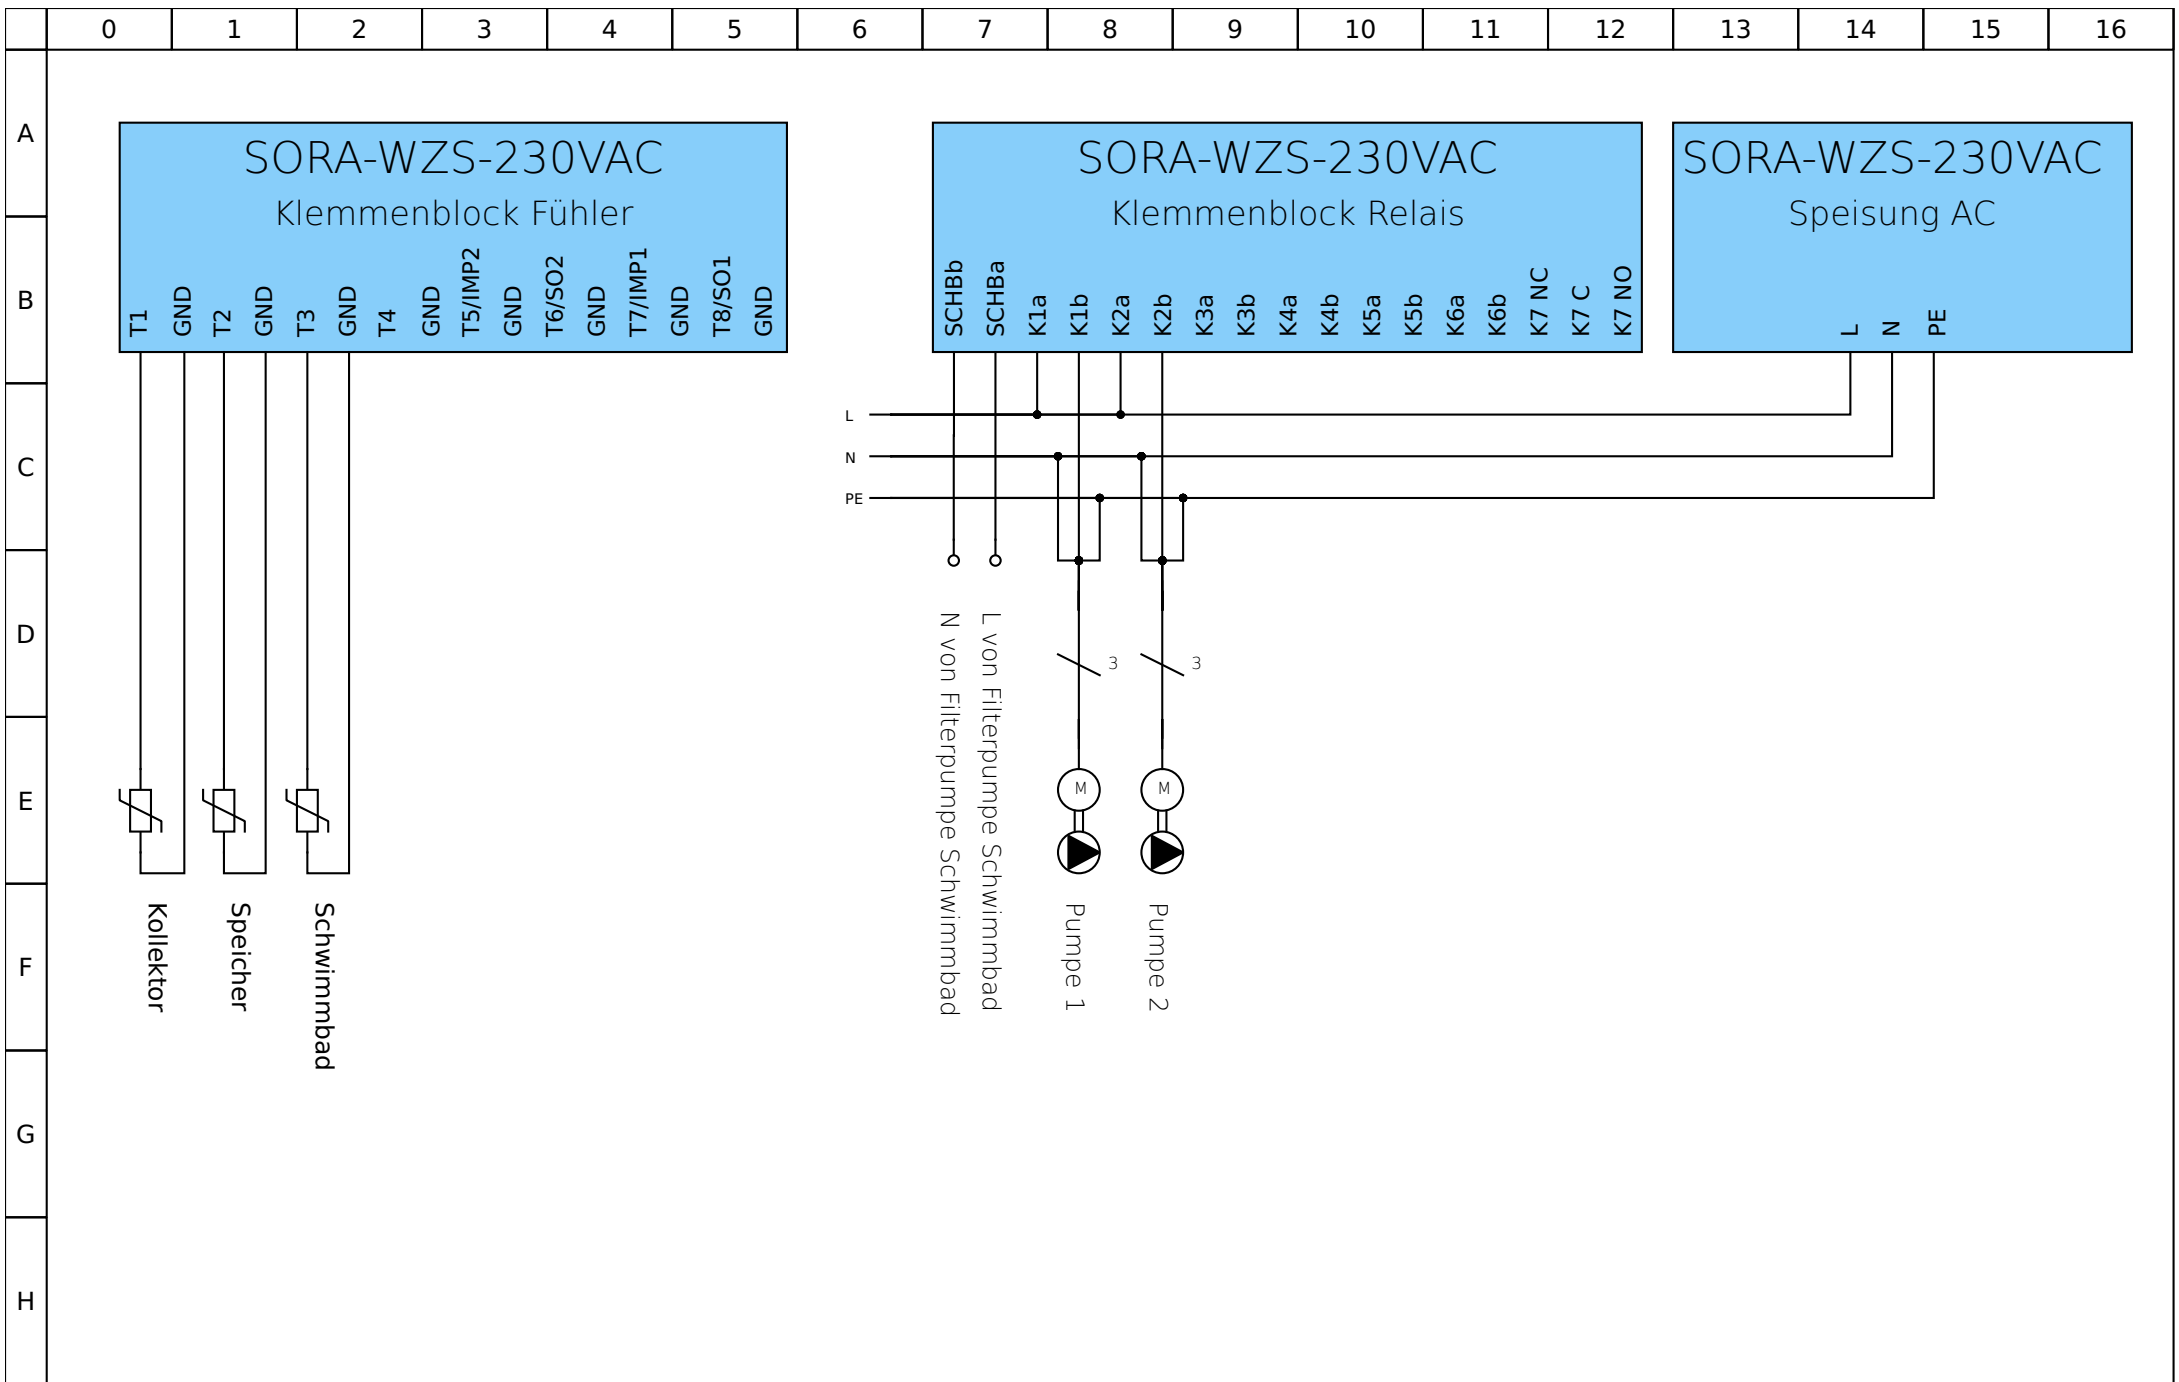 0 1 2 3 4 5 6 7 8 9 10 11 12 13 14 15 16
A
B
C
D
E
F
G
H
SORA-WZS-230VAC
Klemmenblock Fühler
T1 GND T2 GND T3 GND T4 GND T5/IMP2 GND T6/SO2 GND T7/IMP1 GND T8/SO1 GND
SORA-WZS-230VAC
Klemmenblock Relais
SCHBb SCHBa K1a K1b K2a K2b K3a K3b K4a K4b K5a K5b K6a K6b K7 NC K7 C K7 NO
SORA-WZS-230VAC
Speisung AC
L N PE
L
N
PE
3
3
M
M
Kollektor
Speicher
Schwimmbad
N von Filterpumpe Schwimmbad
L von Filterpumpe Schwimmbad
Pumpe 1
Pumpe 2